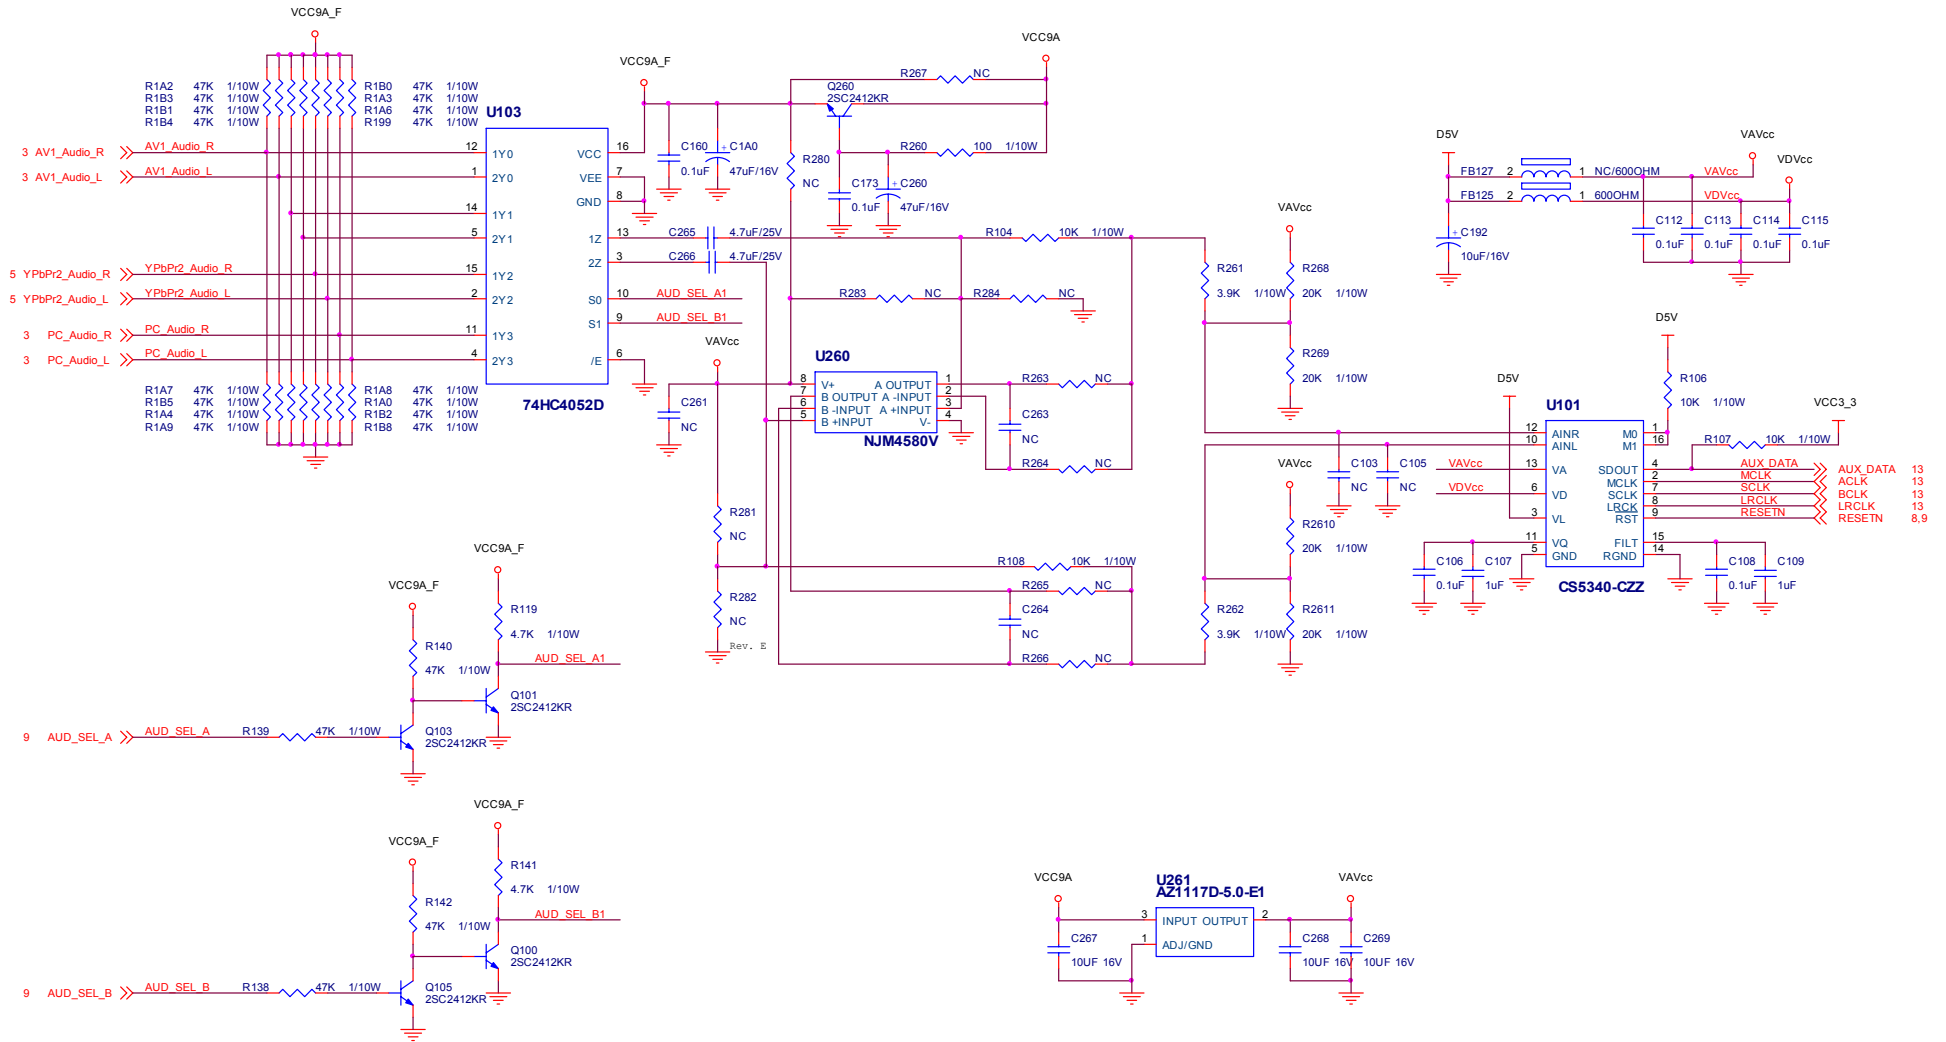 VCC9A_F
R1A2 47K 1/10W
R1B3 47K 1/10W
R1B1 47K 1/10W
R1B4 47K 1/10W
R1B0 47K 1/10W
R1A3 47K 1/10W
R1A6 47K 1/10W
R199 47K 1/10W
3 AV1_Audio_R AV1_Audio_R
3 AV1_Audio_L AV1_Audio_L
5 YPbPr2_Audio_R YPbPr2_Audio_R
5 YPbPr2_Audio_L YPbPr2_Audio_L
3 PC_Audio_R PC_Audio_R
3 PC_Audio_L PC_Audio_L
R1A7 47K 1/10W
R1B5 47K 1/10W
R1A4 47K 1/10W
R1A9 47K 1/10W
R1A8 47K 1/10W
R1A0 47K 1/10W
R1B2 47K 1/10W
R1B8 47K 1/10W
U103
12 1Y0 VCC 16
1 2Y0 VEE 7
GND 8
14 1Y1
5 2Y1 1Z 13
2Z 3
15 1Y2
2 2Y2 S0 10 AUD_SEL_A1
S1 9 AUD_SEL_B1
11 1Y3
4 2Y3 /E 6
74HC4052D
VCC9A_F
C160
0.1uF
+ C1A0
47uF/16V
R280
NC
VCC9A
R267 NC
Q260
2SC2412KR
R260 100 1/10W
C173
0.1uF
+ C260
47uF/16V
C265 4.7uF/25V
C266 4.7uF/25V
R104 10K 1/10W
R283 NC
R284 NC
VAVcc
C261
NC
U260
8 V+ A OUTPUT 1
7 B OUTPUT A -INPUT 2
6 B -INPUT A +INPUT 3
5 B +INPUT V- 4
NJM4580V
R263 NC
C263
NC
R264 NC
R281
NC
R282
NC
Rev. E
R108 10K 1/10W
R265 NC
C264
NC
R266 NC
VAVcc
R261
3.9K 1/10W
R268
20K 1/10W
R269
20K 1/10W
VAVcc
R2610
20K 1/10W
R262
3.9K 1/10W
R2611
20K 1/10W
C103
NC
C105
NC
D5V
VAVcc
VDVcc
FB127 2 1 NC/600OHM VAVcc
FB125 2 1 600OHM VDVcc
+ C192
10uF/16V
C112
0.1uF
C113
0.1uF
C114
0.1uF
C115
0.1uF
D5V
R106
10K 1/10W
D5V
VCC3_3
R107 10K 1/10W
U101
12 AINR M0 1
10 AINL M1 16
VAVcc 13 VA SDOUT 4 AUX_DATA AUX_DATA 13
MCLK 2 MCLK ACLK 13
VDVcc 6 VD SCLK 7 SCLK BCLK 13
LRCK 8 LRCLK LRCLK 13
3 VL RST 9 RESETN RESETN 8,9
11 VQ FILT 15
5 GND RGND 14
CS5340-CZZ
C106
0.1uF
C107
1uF
C108
0.1uF
C109
1uF
VCC9A_F
VCC9A_F
R119
4.7K 1/10W
R140
47K 1/10W
AUD_SEL_A1
Q101
2SC2412KR
9 AUD_SEL_A AUD_SEL_A R139 47K 1/10W
Q103
2SC2412KR
VCC9A_F
VCC9A_F
R141
4.7K 1/10W
R142
47K 1/10W
AUD_SEL_B1
Q100
2SC2412KR
9 AUD_SEL_B AUD_SEL_B R138 47K 1/10W
Q105
2SC2412KR
VCC9A
U261
AZ1117D-5.0-E1
VAVcc
3 INPUT OUTPUT 2
1 ADJ/GND
C267
10UF 16V
C268
10UF 16V
C269
10UF 16V